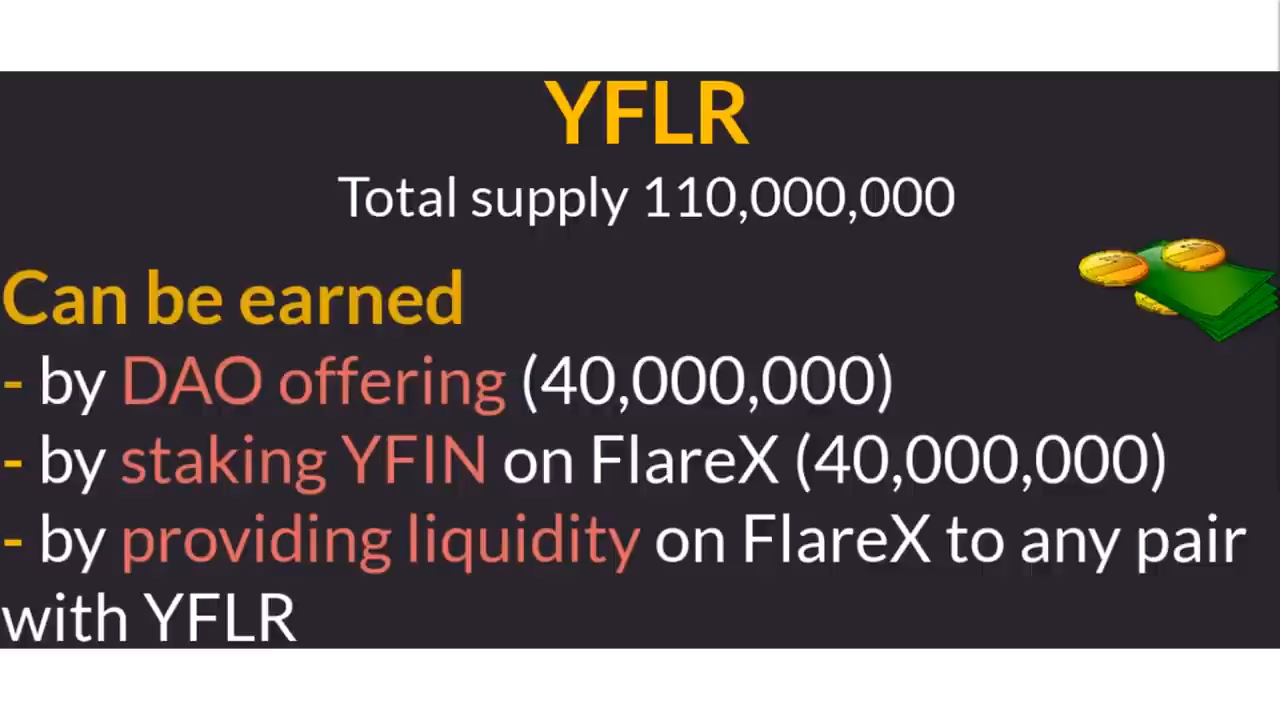 YFLR
Total supply 110,000,000
Can be earned
- by DAO offering (40,000,000)
- by staking YFIN on FlareX (40,000,000)
- by providing liquidity on FlareX to any pair
with YFLR